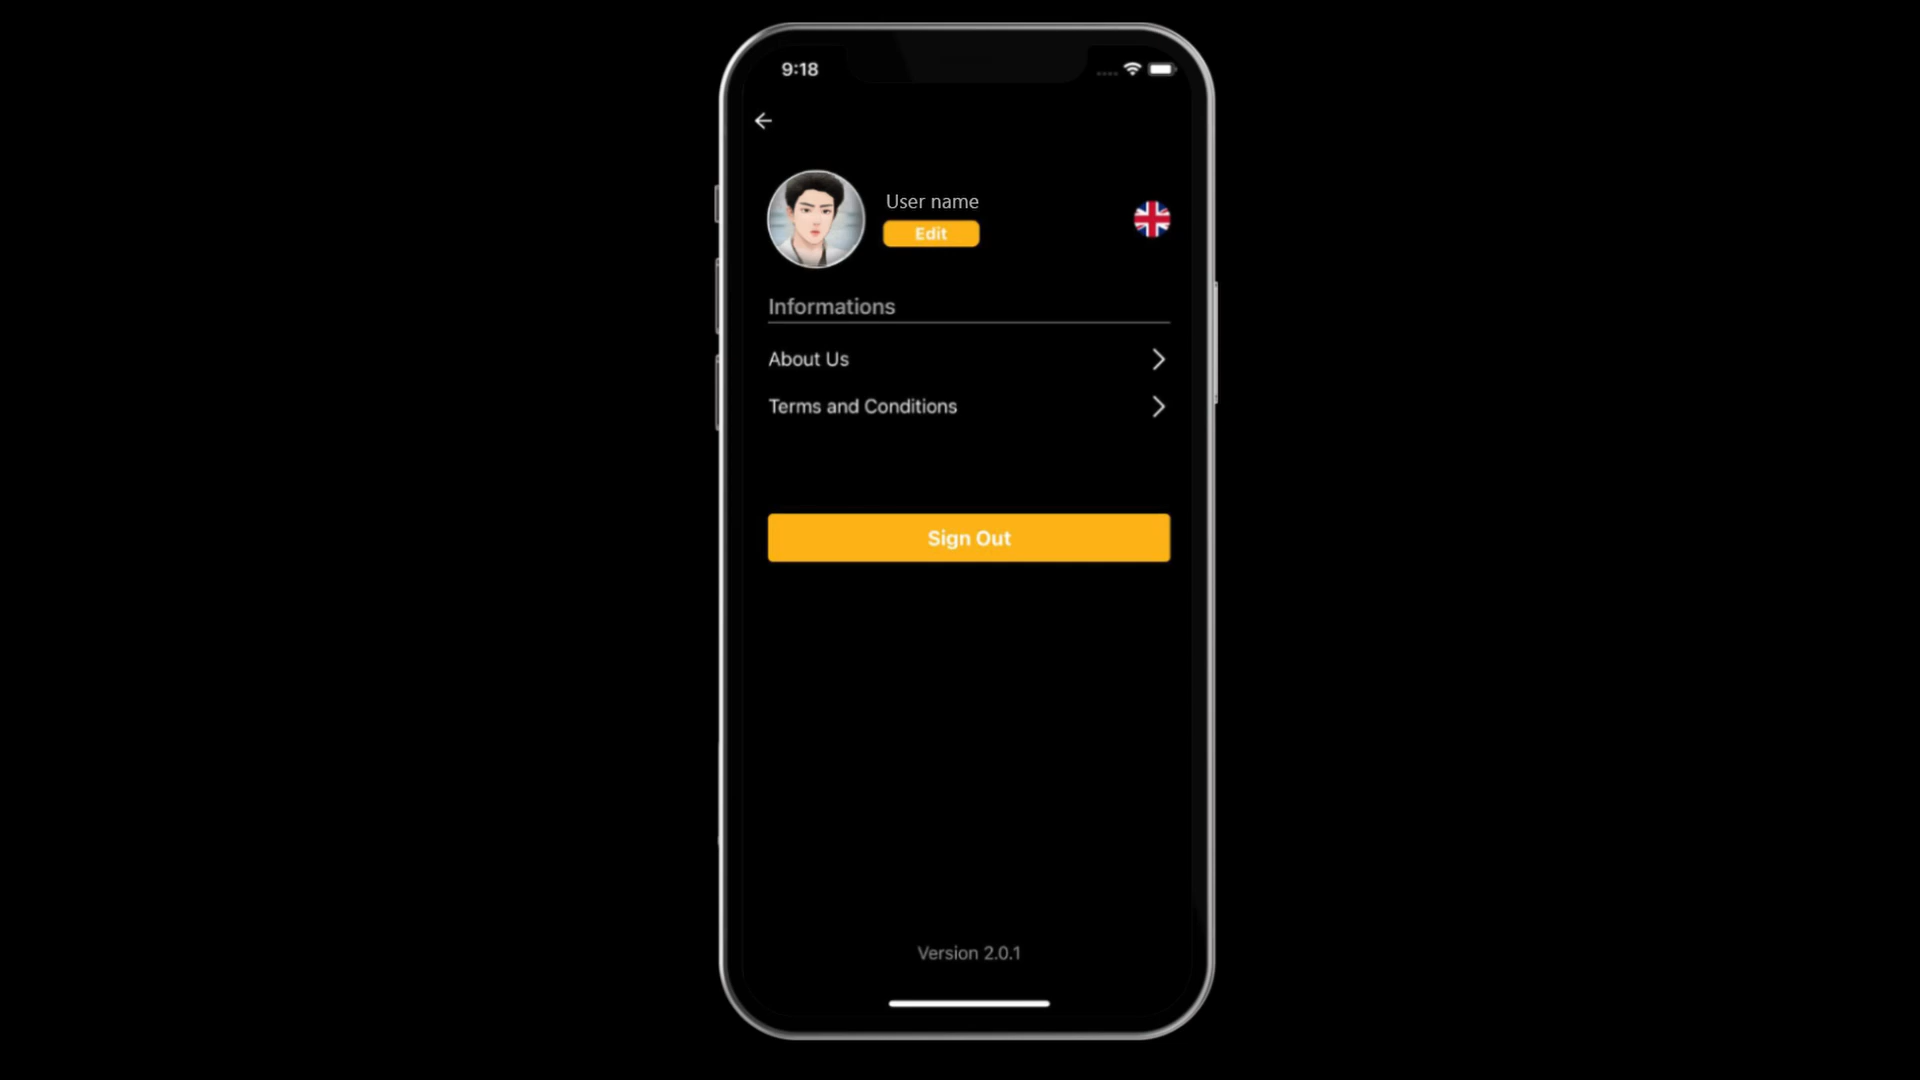 9:18
User name
Edit
Informations
About Us
Terms and Conditions
Sign Out
Version 2.0.1